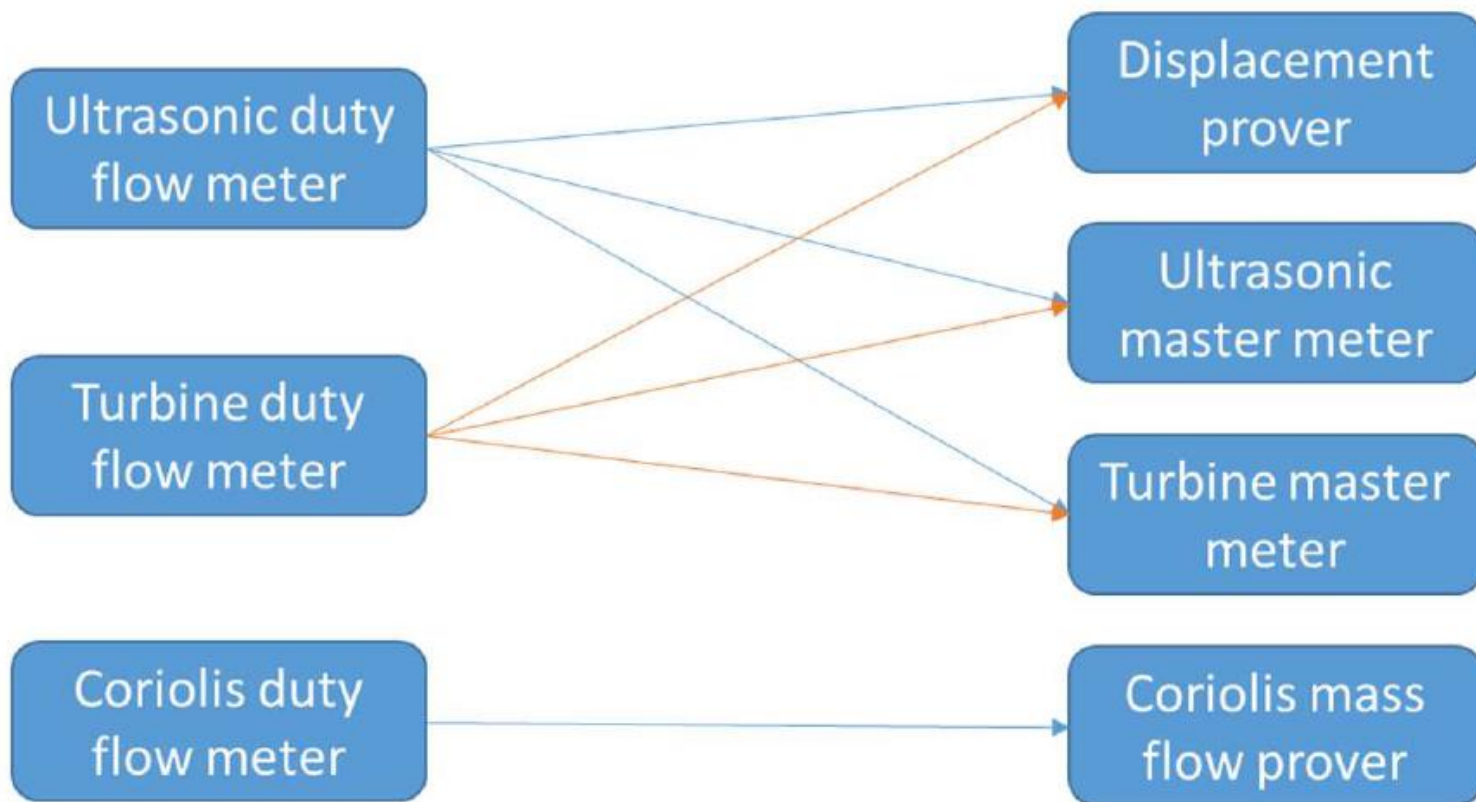 Ultrasonic duty
flow meter
Turbine duty
flow meter
Coriolis duty
flow meter
Displacement
prover
Ultrasonic
master meter
Turbine master
meter
Coriolis mass
flow prover